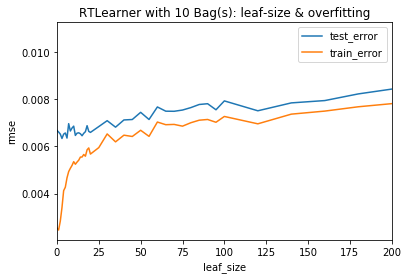 RTLearner with 10 Bag(s): leaf-size & overfitting
test_error
train_error
0.010
0.008
0.006
0.004
rmse
0
25
50
75
100
125
150
175
200
leaf_size